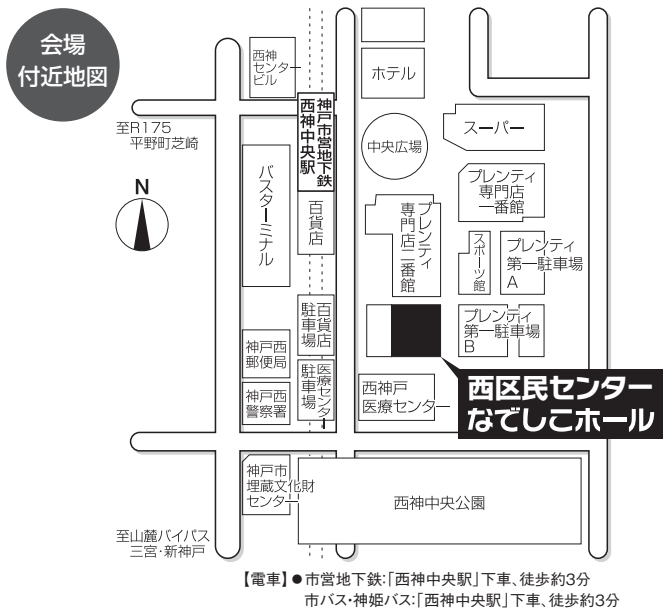 会場
付近地図
西神
センター
ビル
ホテル
至R175
平野町芝崎
神戸市営地下鉄
西神中央駅
中央広場
スーパー
N
バスターミナル
百貨店
プレンティ
専門店二番館
プレンティ
専門店
一番館
スポーツ館
プレンティ
第一駐車場
A
百貨店
駐車場
プレンティ
第一駐車場
B
神戸西
郵便局
医療センター
駐車場
神戸西
警察署
西神戸
医療センター
西区民センター
なでしこホール
神戸市
埋蔵文化財
センター
西神中央公園
至山麓バイパス
三宮・新神戸
【電車】●市営地下鉄:「西神中央駅」下車、徒歩約3分
市バス・神姫バス:「西神中央駅」下車、徒歩約3分